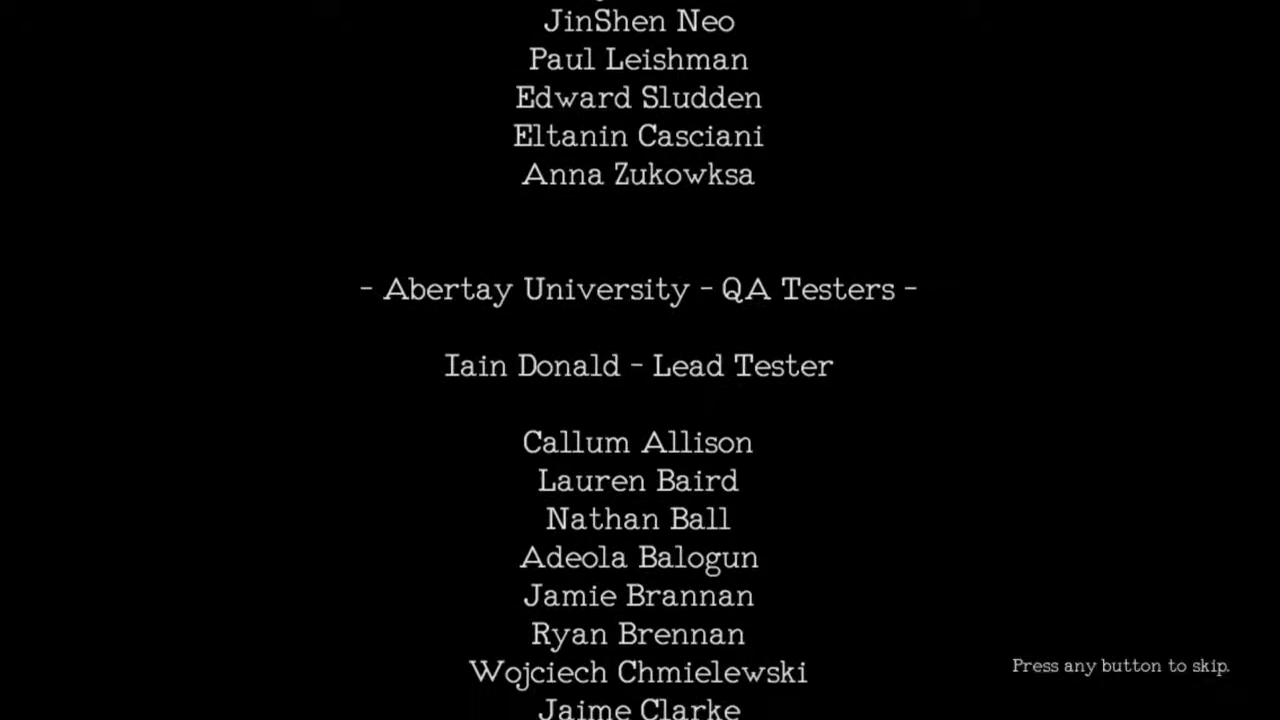 JinShen Neo
Paul Leishman
Edward Sludden
Eltanin Casciani
Anna Zukowksa
- Abertay University - QA Testers -
Iain Donald - Lead Tester
Callum Allison
Lauren Baird
Nathan Ball
Adeola Balogun
Jamie Brannan
Ryan Brennan
Wojciech Chmielewski
Press any button to skip.
Jaime Clarke